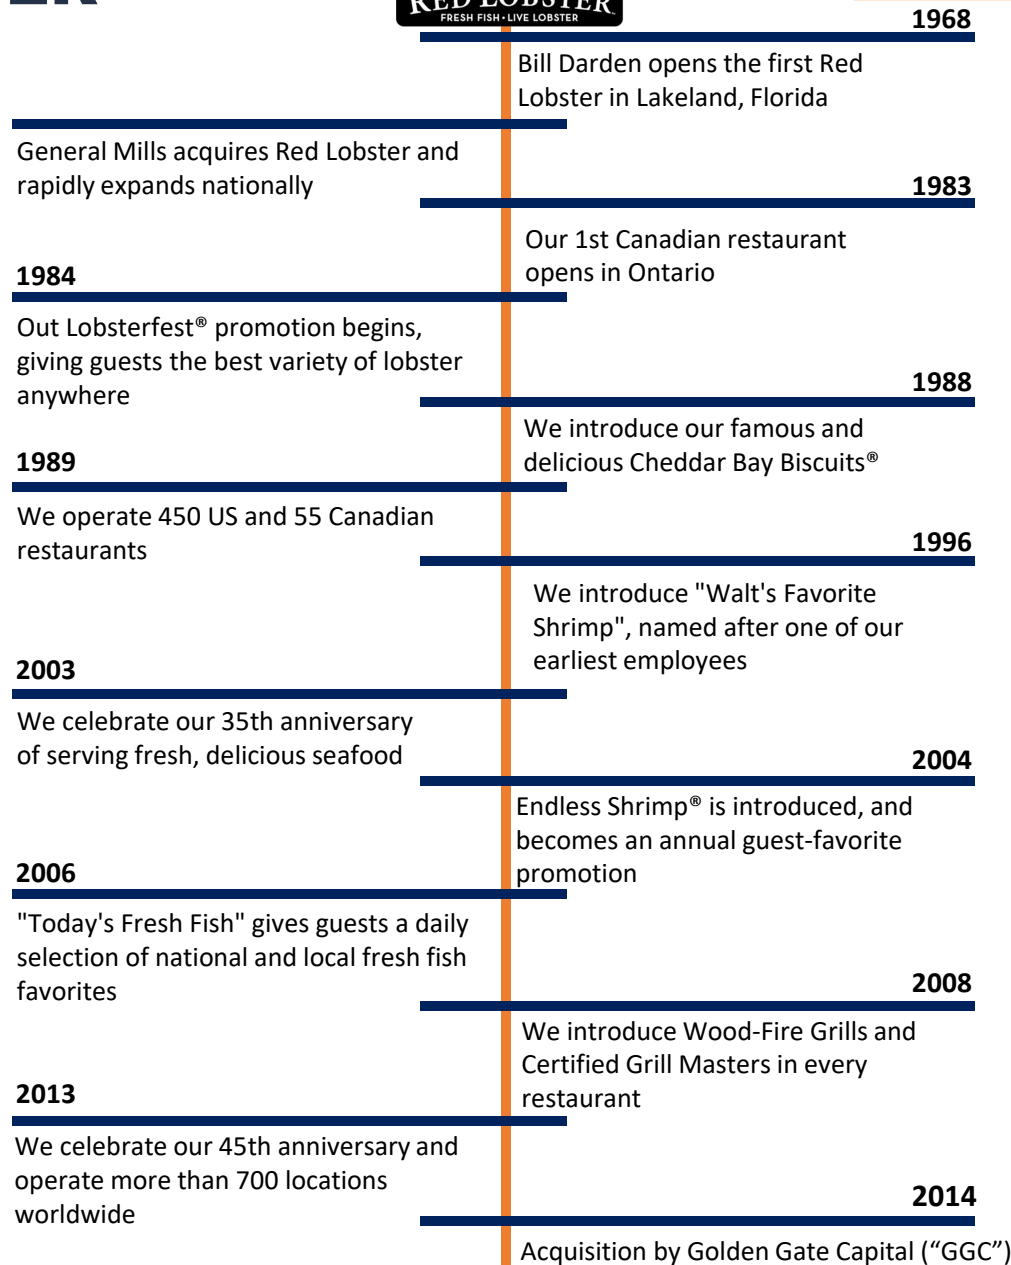 RED LOBSTER
FRESH FISH • LIVE LOBSTER
1968
Bill Darden opens the first Red
Lobster in Lakeland, Florida
General Mills acquires Red Lobster and
rapidly expands nationally
1983
Our 1st Canadian restaurant
opens in Ontario
1984
Out Lobsterfest® promotion begins,
giving guests the best variety of lobster
anywhere
1988
We introduce our famous and
delicious Cheddar Bay Biscuits®
1989
We operate 450 US and 55 Canadian
restaurants
1996
We introduce "Walt's Favorite
Shrimp", named after one of our
earliest employees
2003
We celebrate our 35th anniversary
of serving fresh, delicious seafood
2004
Endless Shrimp® is introduced, and
becomes an annual guest-favorite
promotion
2006
"Today's Fresh Fish" gives guests a daily
selection of national and local fresh fish
favorites
2008
We introduce Wood-Fire Grills and
Certified Grill Masters in every
restaurant
2013
We celebrate our 45th anniversary and
operate more than 700 locations
worldwide
2014
Acquisition by Golden Gate Capital (“GGC”)